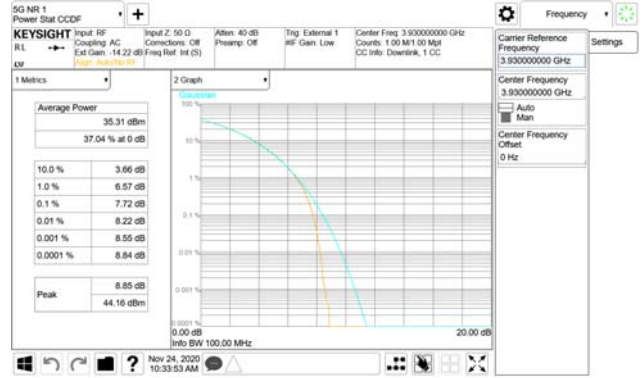 5G NR 1
Power Stat CCDF
Frequency
KEYSIGHT
RL
Input: RF
Coupling: AC
Ext Gain: -14.22 dB
Align: Auto/No RF
Input Z: 50 Ω
Corrections: Off
Freq Ref: Int (S)
Atten: 40 dB
Preamp: Off
Trig: External 1
#IF Gain: Low
Center Freq: 3.930000000 GHz
Counts: 1.00 M/1.00 Mpt
CC Info: Downlink, 1 CC
1 Metrics
Average Power
35.31 dBm
37.04 % at 0 dB
10.0 % 3.66 dB
1.0 % 6.57 dB
0.1 % 7.72 dB
0.01 % 8.22 dB
0.001 % 8.55 dB
0.0001 % 8.84 dB
Peak 8.85 dB
44.16 dBm
2 Graph
Gaussian
100 %
10 %
1 %
0.1 %
0.01 %
0.001 %
0.0001 %
0.00 dB
20.00 dB
Info BW 100.00 MHz
Carrier Reference
Frequency
3.930000000 GHz
Center Frequency
3.930000000 GHz
Auto
Man
Center Frequency
Offset
0 Hz
Settings
Nov 24, 2020
10:33:53 AM